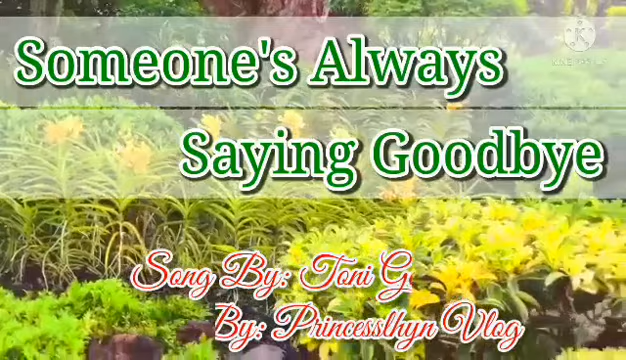 Someone's Always
Saying Goodbye
Song By: Toni G
By: Princesslhyn Vlog